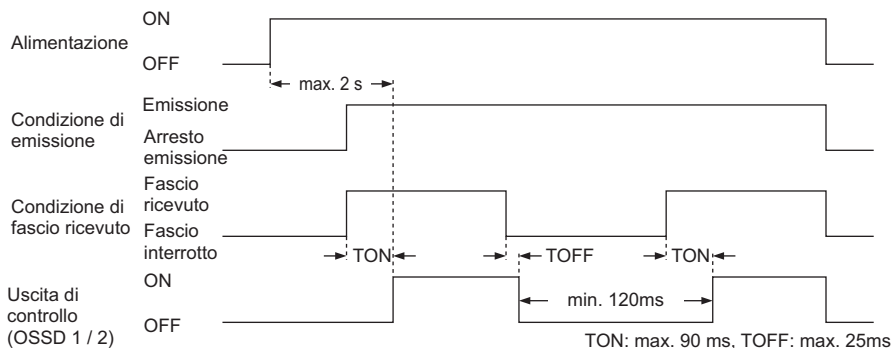 ON
Alimentazione
OFF
max. 2 s
Emissione
Condizione di
emissione
Arresto
emissione
Fascio
ricevuto
Condizione di
fascio ricevuto
Fascio
interrotto
TON
TOFF
TON
ON
Uscita di
controllo
(OSSD 1 / 2)
OFF
min. 120ms
TON: max. 90 ms, TOFF: max. 25ms